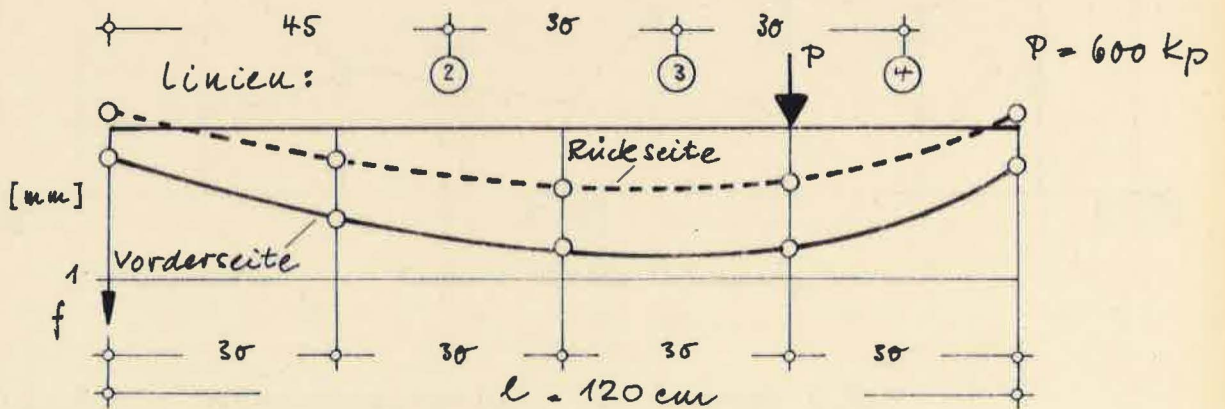 45 30 30
P = 600 Kp
Linien: 2 3 P 4
Rückseite
[mm]
Vorderseite
1
f
30 30 30 30
l = 120 cm